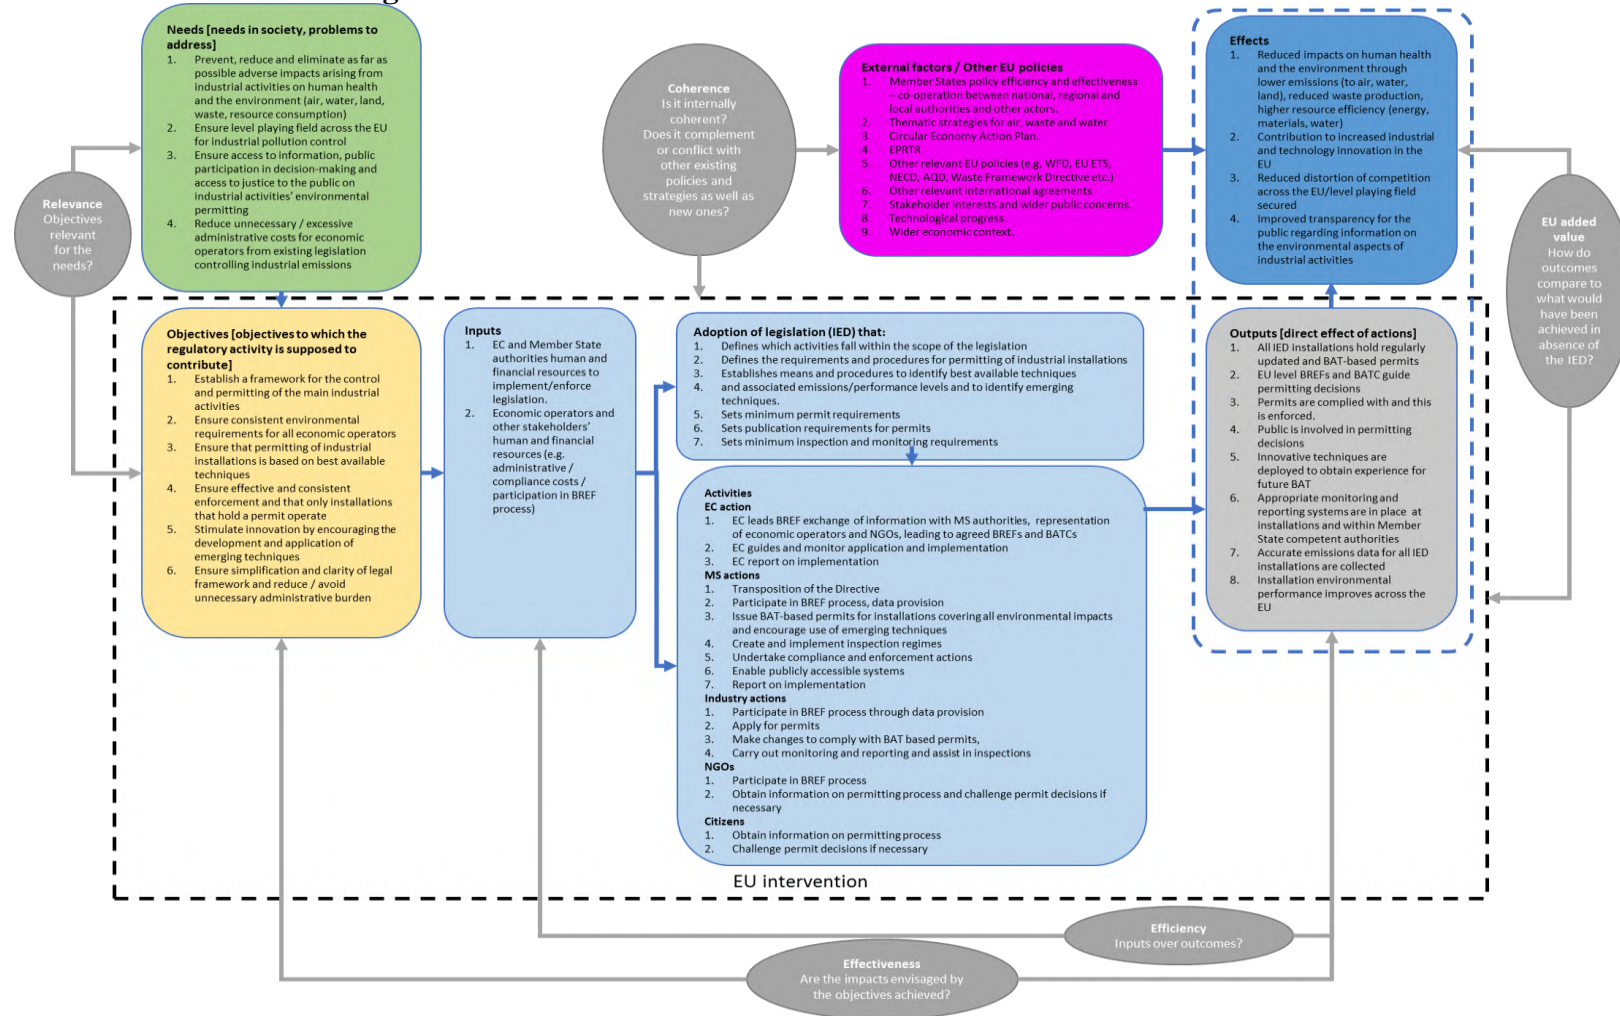 Needs [needs in society, problems to
address]
1. Prevent, reduce and eliminate as far as
possible adverse impacts arising from
industrial activities on human health
and the environment (air, water, land,
waste, resource consumption)
2. Ensure level playing field across the EU
for industrial pollution control
3. Ensure access to information, public
participation in decision-making and
access to justice to the public on
industrial activities' environmental
permitting
4. Reduce unnecessary / excessive
administrative costs for economic
operators from existing legislation
controlling industrial emissions
Relevance
Objectives
relevant
for the
needs?
Coherence
Is it internally
coherent?
Does it complement
or conflict with
other existing
policies and
strategies as well as
new ones?
External factors / Other EU policies
1. Member States policy efficiency and effectiveness
– co-operation between national, regional and
local authorities and other actors.
2. Thematic strategies for air, waste and water.
3. Circular Economy Action Plan.
4. EPRTR
5. Other relevant EU policies (e.g. WFD, EU ETS,
NECD, AQD, Waste Framework Directive etc.)
6. Other relevant international agreements
7. Stakeholder interests and wider public concerns.
8. Technological progress.
9. Wider economic context.
Effects
1. Reduced impacts on human health
and the environment through
lower emissions (to air, water,
land), reduced waste production,
higher resource efficiency (energy,
materials, water)
2. Contribution to increased industrial
and technology innovation in the
EU
3. Reduced distortion of competition
across the EU/level playing field
secured
4. Improved transparency for the
public regarding information on
the environmental aspects of
industrial activities
EU added
value
How do
outcomes
compare to
what would
have been
achieved in
absence of
the IED?
Objectives [objectives to which the
regulatory activity is supposed to
contribute]
1. Establish a framework for the control
and permitting of the main industrial
activities
2. Ensure consistent environmental
requirements for all economic operators
3. Ensure that permitting of industrial
installations is based on best available
techniques
4. Ensure effective and consistent
enforcement and that only installations
that hold a permit operate
5. Stimulate innovation by encouraging the
development and application of
emerging techniques
6. Ensure simplification and clarity of legal
framework and reduce / avoid
unnecessary administrative burden
Inputs
1. EC and Member State
authorities human and
financial resources to
implement/enforce
legislation.
2. Economic operators and
other stakeholders'
human and financial
resources (e.g.
administrative /
compliance costs /
participation in BREF
process)
Adoption of legislation (IED) that:
1. Defines which activities fall within the scope of the legislation
2. Defines the requirements and procedures for permitting of industrial installations
3. Establishes means and procedures to identify best available techniques
4. and associated emissions/performance levels and to identify emerging
techniques.
5. Sets minimum permit requirements
6. Sets publication requirements for permits
7. Sets minimum inspection and monitoring requirements
Activities
EC action
1. EC leads BREF exchange of information with MS authorities, representation
of economic operators and NGOs, leading to agreed BREFs and BATCs
2. EC guides and monitor application and implementation
3. EC report on implementation
MS actions
1. Transposition of the Directive
2. Participate in BREF process, data provision
3. Issue BAT-based permits for installations covering all environmental impacts
and encourage use of emerging techniques
4. Create and implement inspection regimes
5. Undertake compliance and enforcement actions
6. Enable publicly accessible systems
7. Report on implementation
Industry actions
1. Participate in BREF process through data provision
2. Apply for permits
3. Make changes to comply with BAT based permits,
4. Carry out monitoring and reporting and assist in inspections
NGOs
1. Participate in BREF process
2. Obtain information on permitting process and challenge permit decisions if
necessary
Citizens
1. Obtain information on permitting process
2. Challenge permit decisions if necessary
Outputs [direct effect of actions]
1. All IED installations hold regularly
updated and BAT-based permits
2. EU level BREFs and BATC guide
permitting decisions
3. Permits are complied with and this
is enforced.
4. Public is involved in permitting
decisions
5. Innovative techniques are
deployed to obtain experience for
future BAT
6. Appropriate monitoring and
reporting systems are in place at
installations and within Member
State competent authorities
7. Accurate emissions data for all IED
installations are collected
8. Installation environmental
performance improves across the
EU
EU intervention
Efficiency
Inputs over outcomes?
Effectiveness
Are the impacts envisaged by
the objectives achieved?